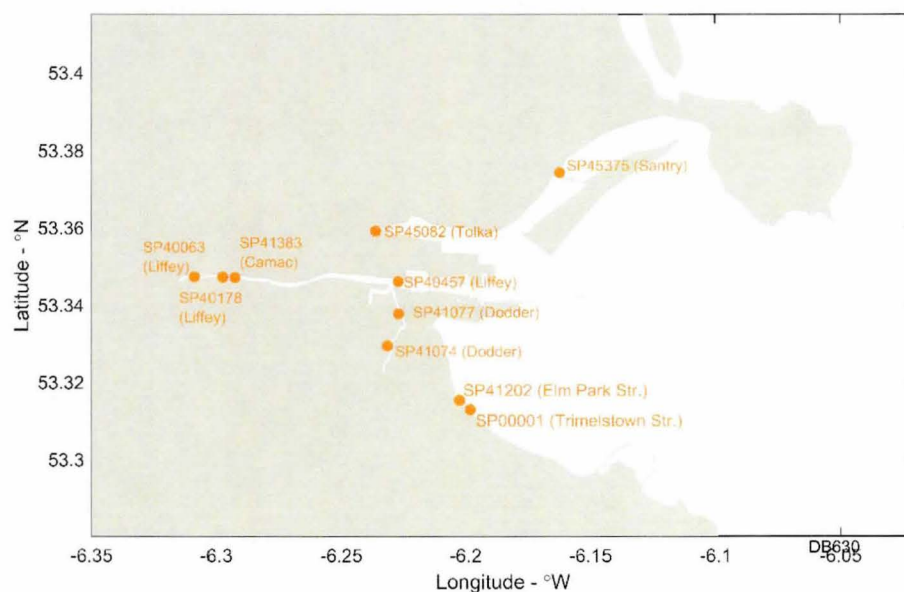 53.4
53.38
53.36
53.34
53.32
53.3
Latitude - °N
SP45375 (Santry)
SP45082 (Tolka)
SP40063
(Liffey)
SP41383
(Camac)
SP40178
(Liffey)
SP40457 (Liffey)
SP41077 (Dodder)
SP41074 (Dodder)
SP41202 (Elm Park Str.)
SP00001 (Trimelstown Str.)
DB630
-6.35
-6.3
-6.25
-6.2
-6.15
-6.1
-6.05
Longitude - °W